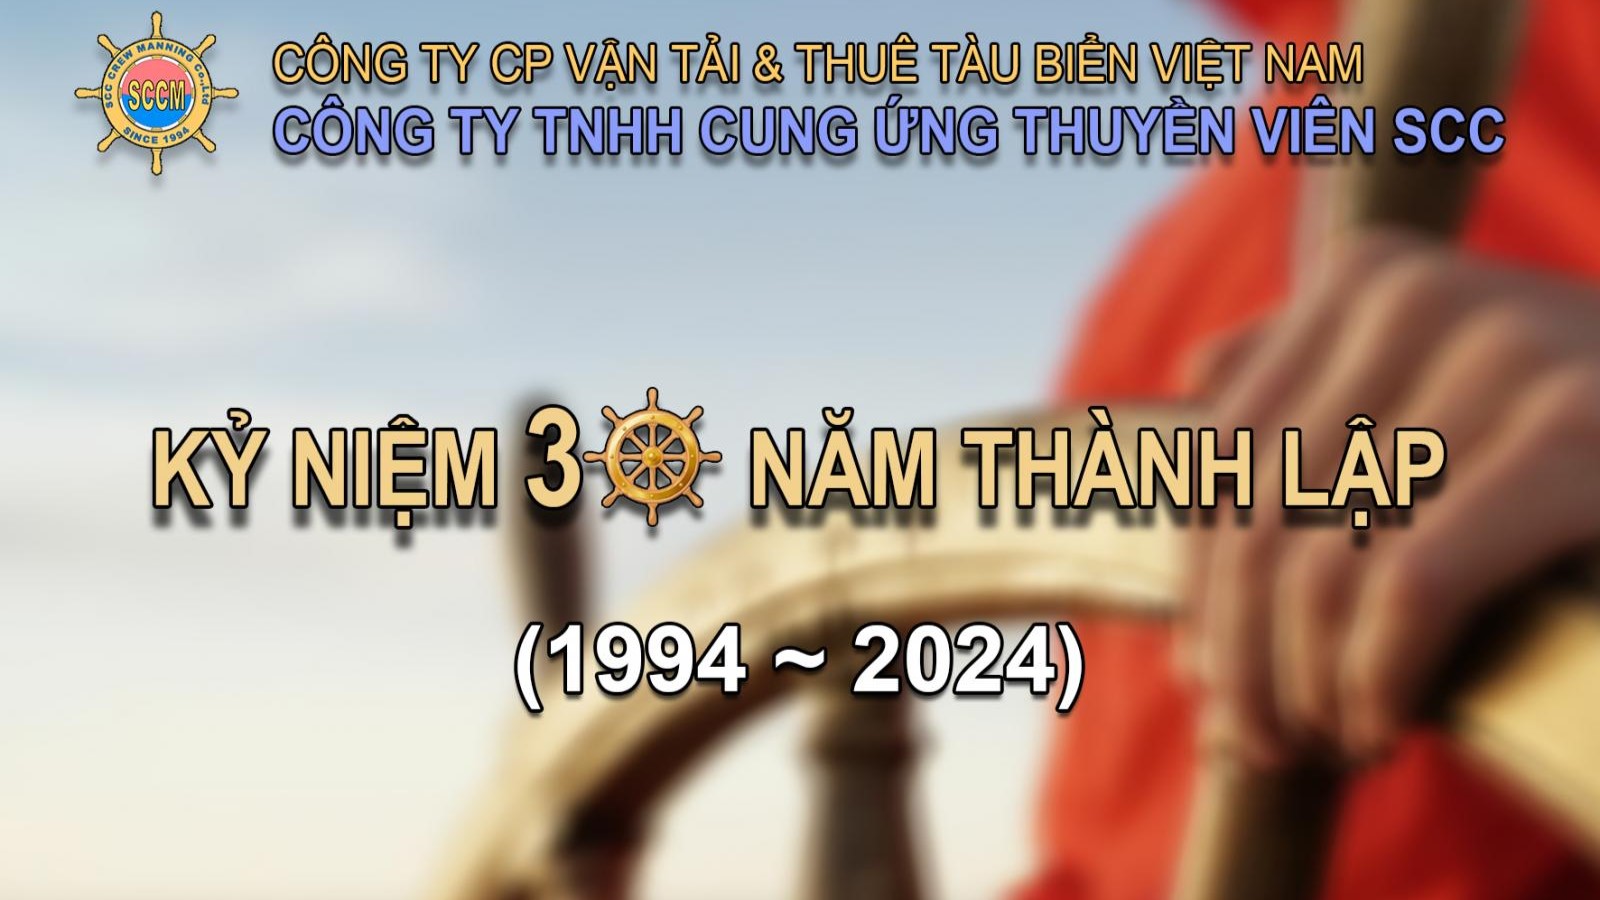 SCC CREW MANNING Co.,Ltd
SCCM
SINCE 1994
CÔNG TY CP VẬN TẢI & THUÊ TÀU BIỂN VIỆT NAM
CÔNG TY TNHH CUNG ỨNG THUYỀN VIÊN SCC
KỶ NIỆM 30 NĂM THÀNH LẬP
(1994 ~ 2024)